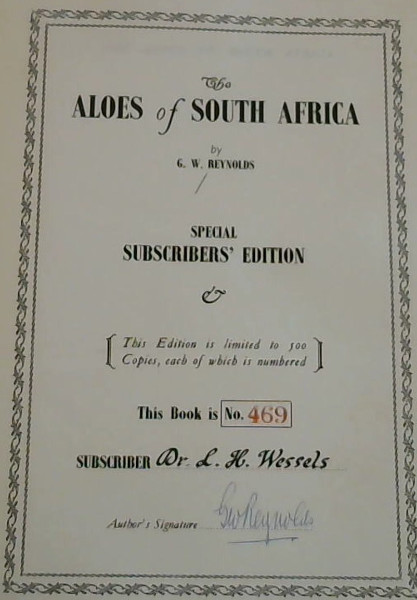 The
ALOES of SOUTH AFRICA
by
G. W. REYNOLDS
SPECIAL
SUBSCRIBERS' EDITION
&
[ This Edition is limited to 500
Copies, each of which is numbered ]
This Book is No. 469
SUBSCRIBER Dr. L. H. Wessels
Author's Signature GWReynolds